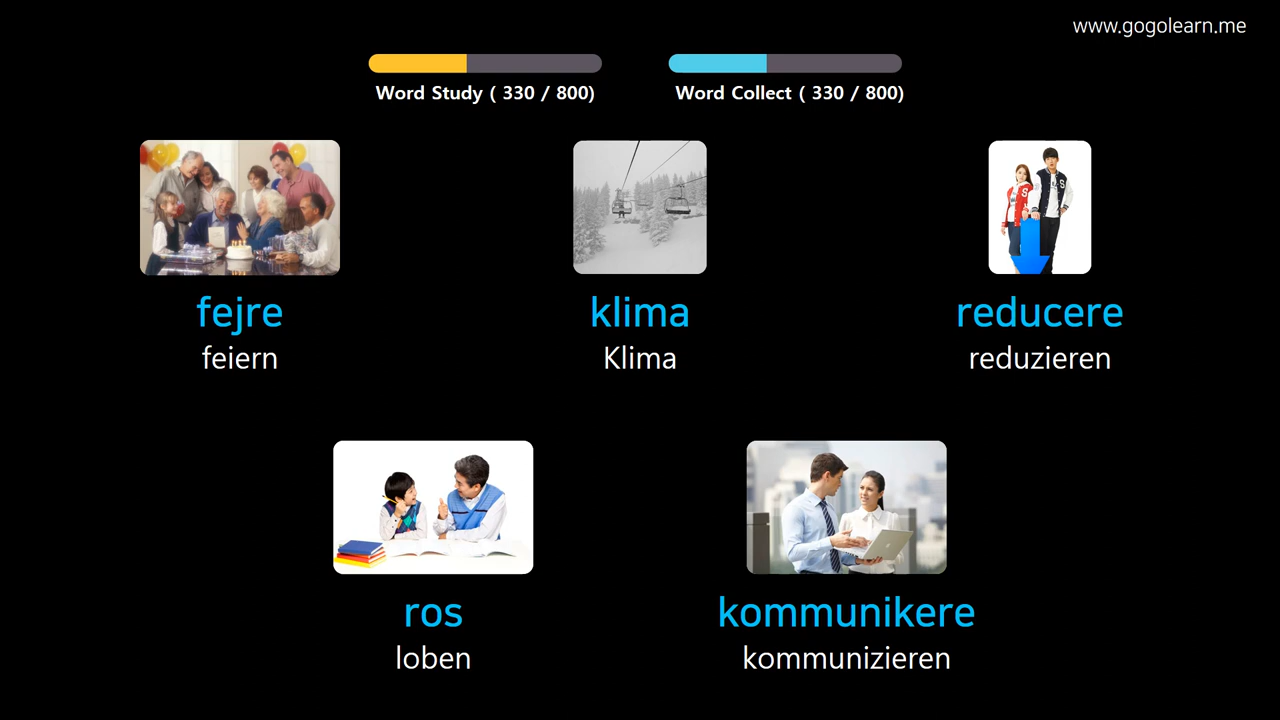 www.gogolearn.me
Word Study ( 330 / 800)
Word Collect ( 330 / 800)
fejre
feiern
klima
Klima
reducere
reduzieren
ros
loben
kommunikere
kommunizieren